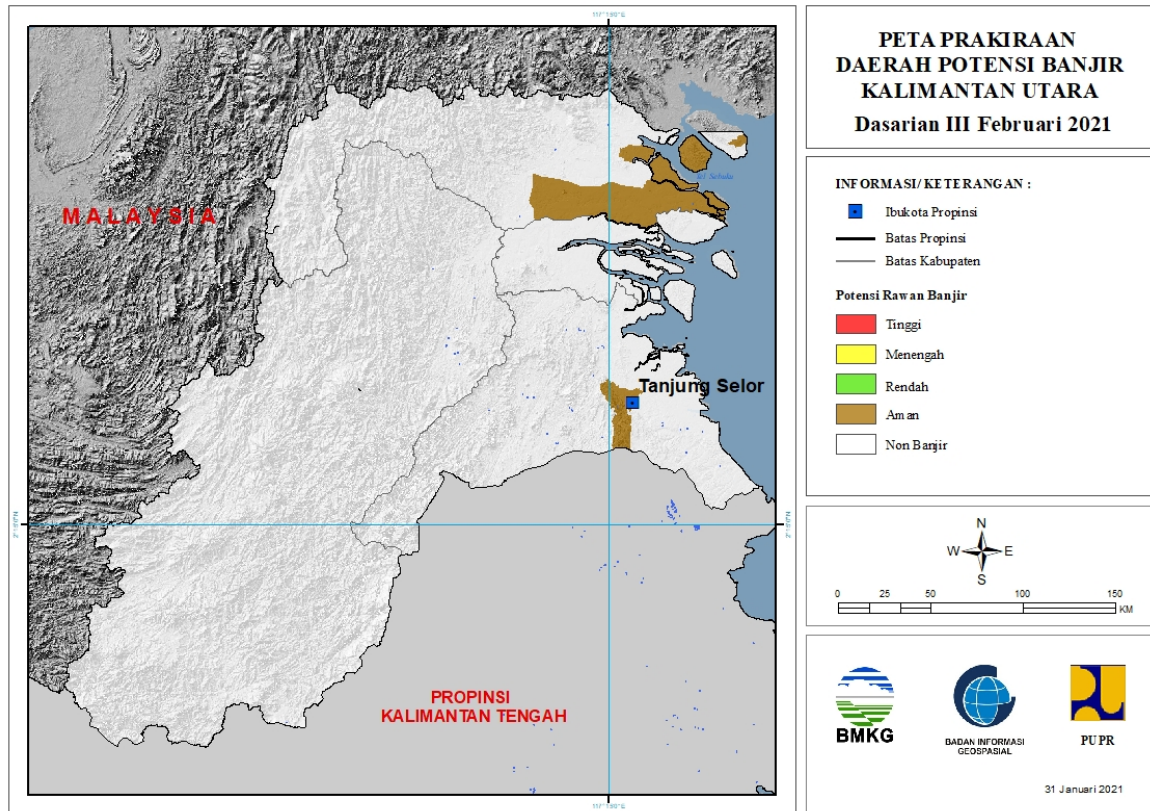 PETA PRAKIRAAN
DAERAH POTENSI BANJIR
KALIMANTAN UTARA
Dasarian III Februari 2021
INFORMASI/ KETERANGAN :
Ibukota Propinsi
Batas Propinsi
Batas Kabupaten
Potensi Rawan Banjir
Tinggi
Menengah
Rendah
Aman
Non Banjir
N
W E
S
0 25 50 100 150
KM
BMKG
BADAN INFORMASI
GEOSPASIAL
PUPR
31 Januari 2021
MALAYSIA
Tanjung Selor
PROPINSI
KALIMANTAN TENGAH